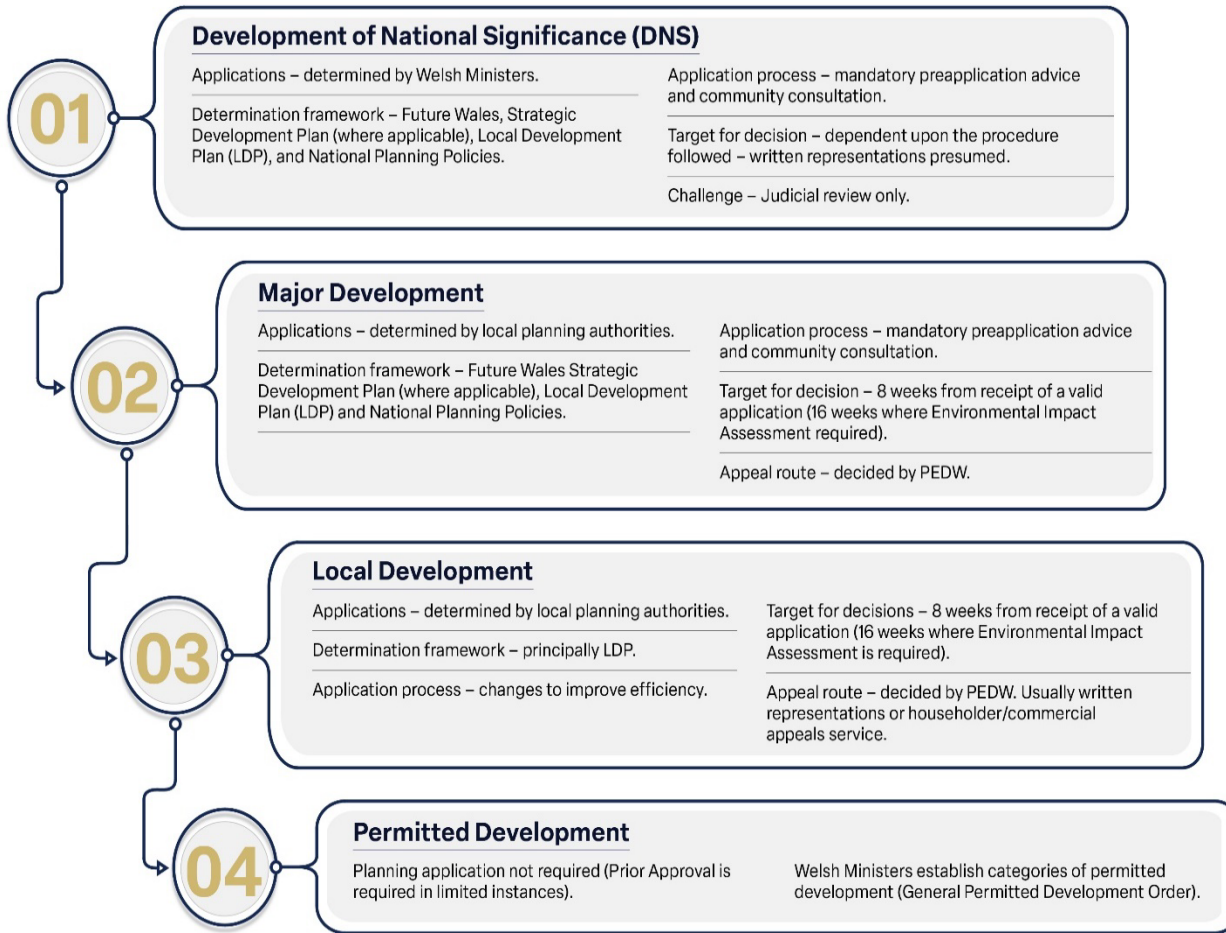 01
Development of National Significance (DNS)
Applications – determined by Welsh Ministers.
Determination framework – Future Wales, Strategic
Development Plan (where applicable), Local Development
Plan (LDP), and National Planning Policies.
Application process – mandatory preapplication advice
and community consultation.
Target for decision – dependent upon the procedure
followed – written representations presumed.
Challenge – Judicial review only.
02
Major Development
Applications – determined by local planning authorities.
Determination framework – Future Wales Strategic
Development Plan (where applicable), Local Development
Plan (LDP) and National Planning Policies.
Application process – mandatory preapplication advice
and community consultation.
Target for decision – 8 weeks from receipt of a valid
application (16 weeks where Environmental Impact
Assessment required).
Appeal route – decided by PEDW.
03
Local Development
Applications – determined by local planning authorities.
Determination framework – principally LDP.
Application process – changes to improve efficiency.
Target for decisions – 8 weeks from receipt of a valid
application (16 weeks where Environmental Impact
Assessment is required).
Appeal route – decided by PEDW. Usually written
representations or householder/commercial
appeals service.
04
Permitted Development
Planning application not required (Prior Approval is
required in limited instances).
Welsh Ministers establish categories of permitted
development (General Permitted Development Order).